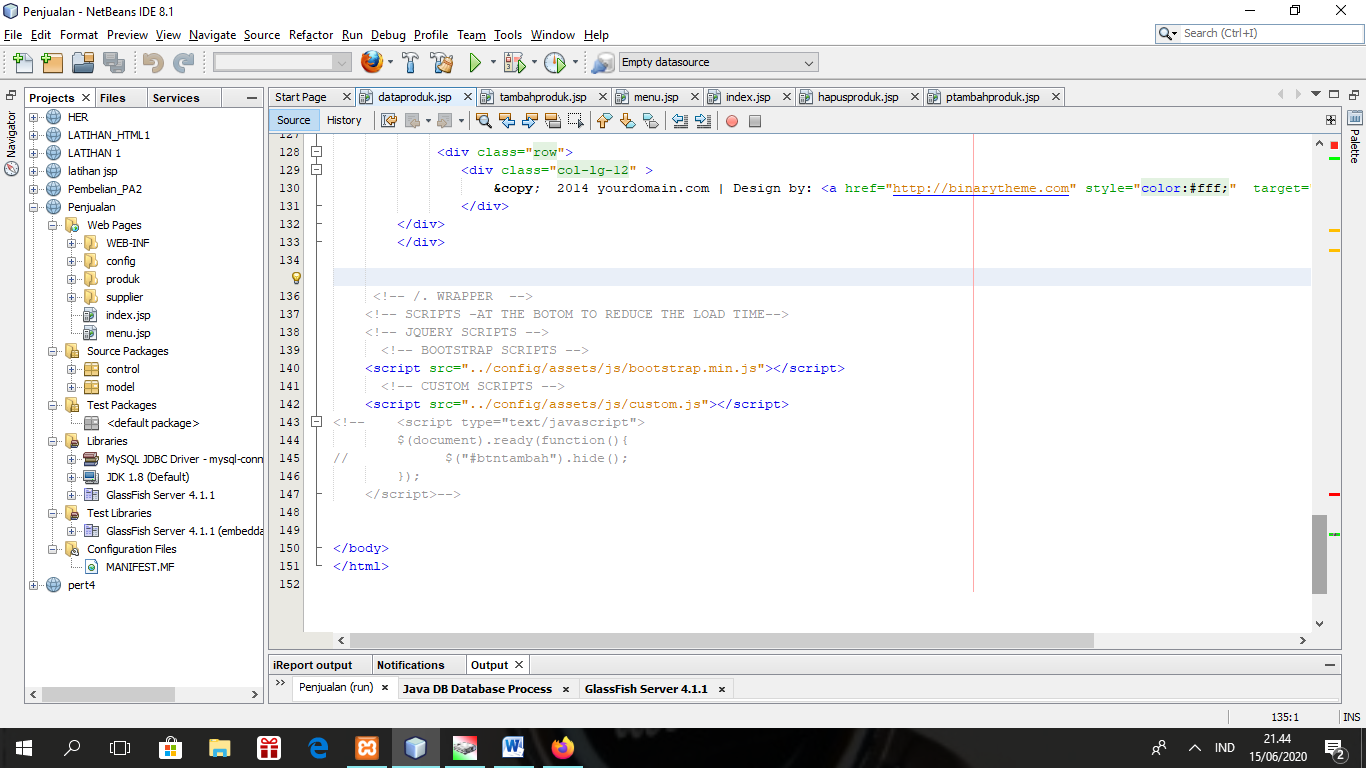 Penjualan - NetBeans IDE 8.1
File Edit Format Preview View Navigate Source Refactor Run Debug Profile Team Tools Window Help
Search (Ctrl+I)
Empty datasource
Projects Files Services
Start Page dataproduk.jsp tambahproduk.jsp menu.jsp index.jsp hapusproduk.jsp ptambahproduk.jsp
Source History
Navigator
Palette
HER
LATIHAN_HTML1
LATIHAN 1
latihan jsp
Pembelian_PA2
Penjualan
Web Pages
WEB-INF
config
produk
supplier
index.jsp
menu.jsp
Source Packages
control
model
Test Packages
<default package>
Libraries
MySQL JDBC Driver - mysql-conn
JDK 1.8 (Default)
GlassFish Server 4.1.1
Test Libraries
GlassFish Server 4.1.1 (embedda
Configuration Files
MANIFEST.MF
pert4
127
128 <div class="row">
129 <div class="col-lg-12" >
130 &copy; 2014 yourdomain.com | Design by: <a href="http://binarytheme.com" style="color:#fff;" target=
131 </div>
132 </div>
133 </div>
134
136 <!-- /. WRAPPER -->
137 <!-- SCRIPTS -AT THE BOTOM TO REDUCE THE LOAD TIME-->
138 <!-- JQUERY SCRIPTS -->
139 <!-- BOOTSTRAP SCRIPTS -->
140 <script src="../config/assets/js/bootstrap.min.js"></script>
141 <!-- CUSTOM SCRIPTS -->
142 <script src="../config/assets/js/custom.js"></script>
143 <!-- <script type="text/javascript">
144 $(document).ready(function(){
145 // $("#btntambah").hide();
146 });
147 </script>-->
148
149
150 </body>
151 </html>
152
iReport output Notifications Output
Penjualan (run) Java DB Database Process GlassFish Server 4.1.1
135:1 INS
IND
21.44
15/06/2020
2